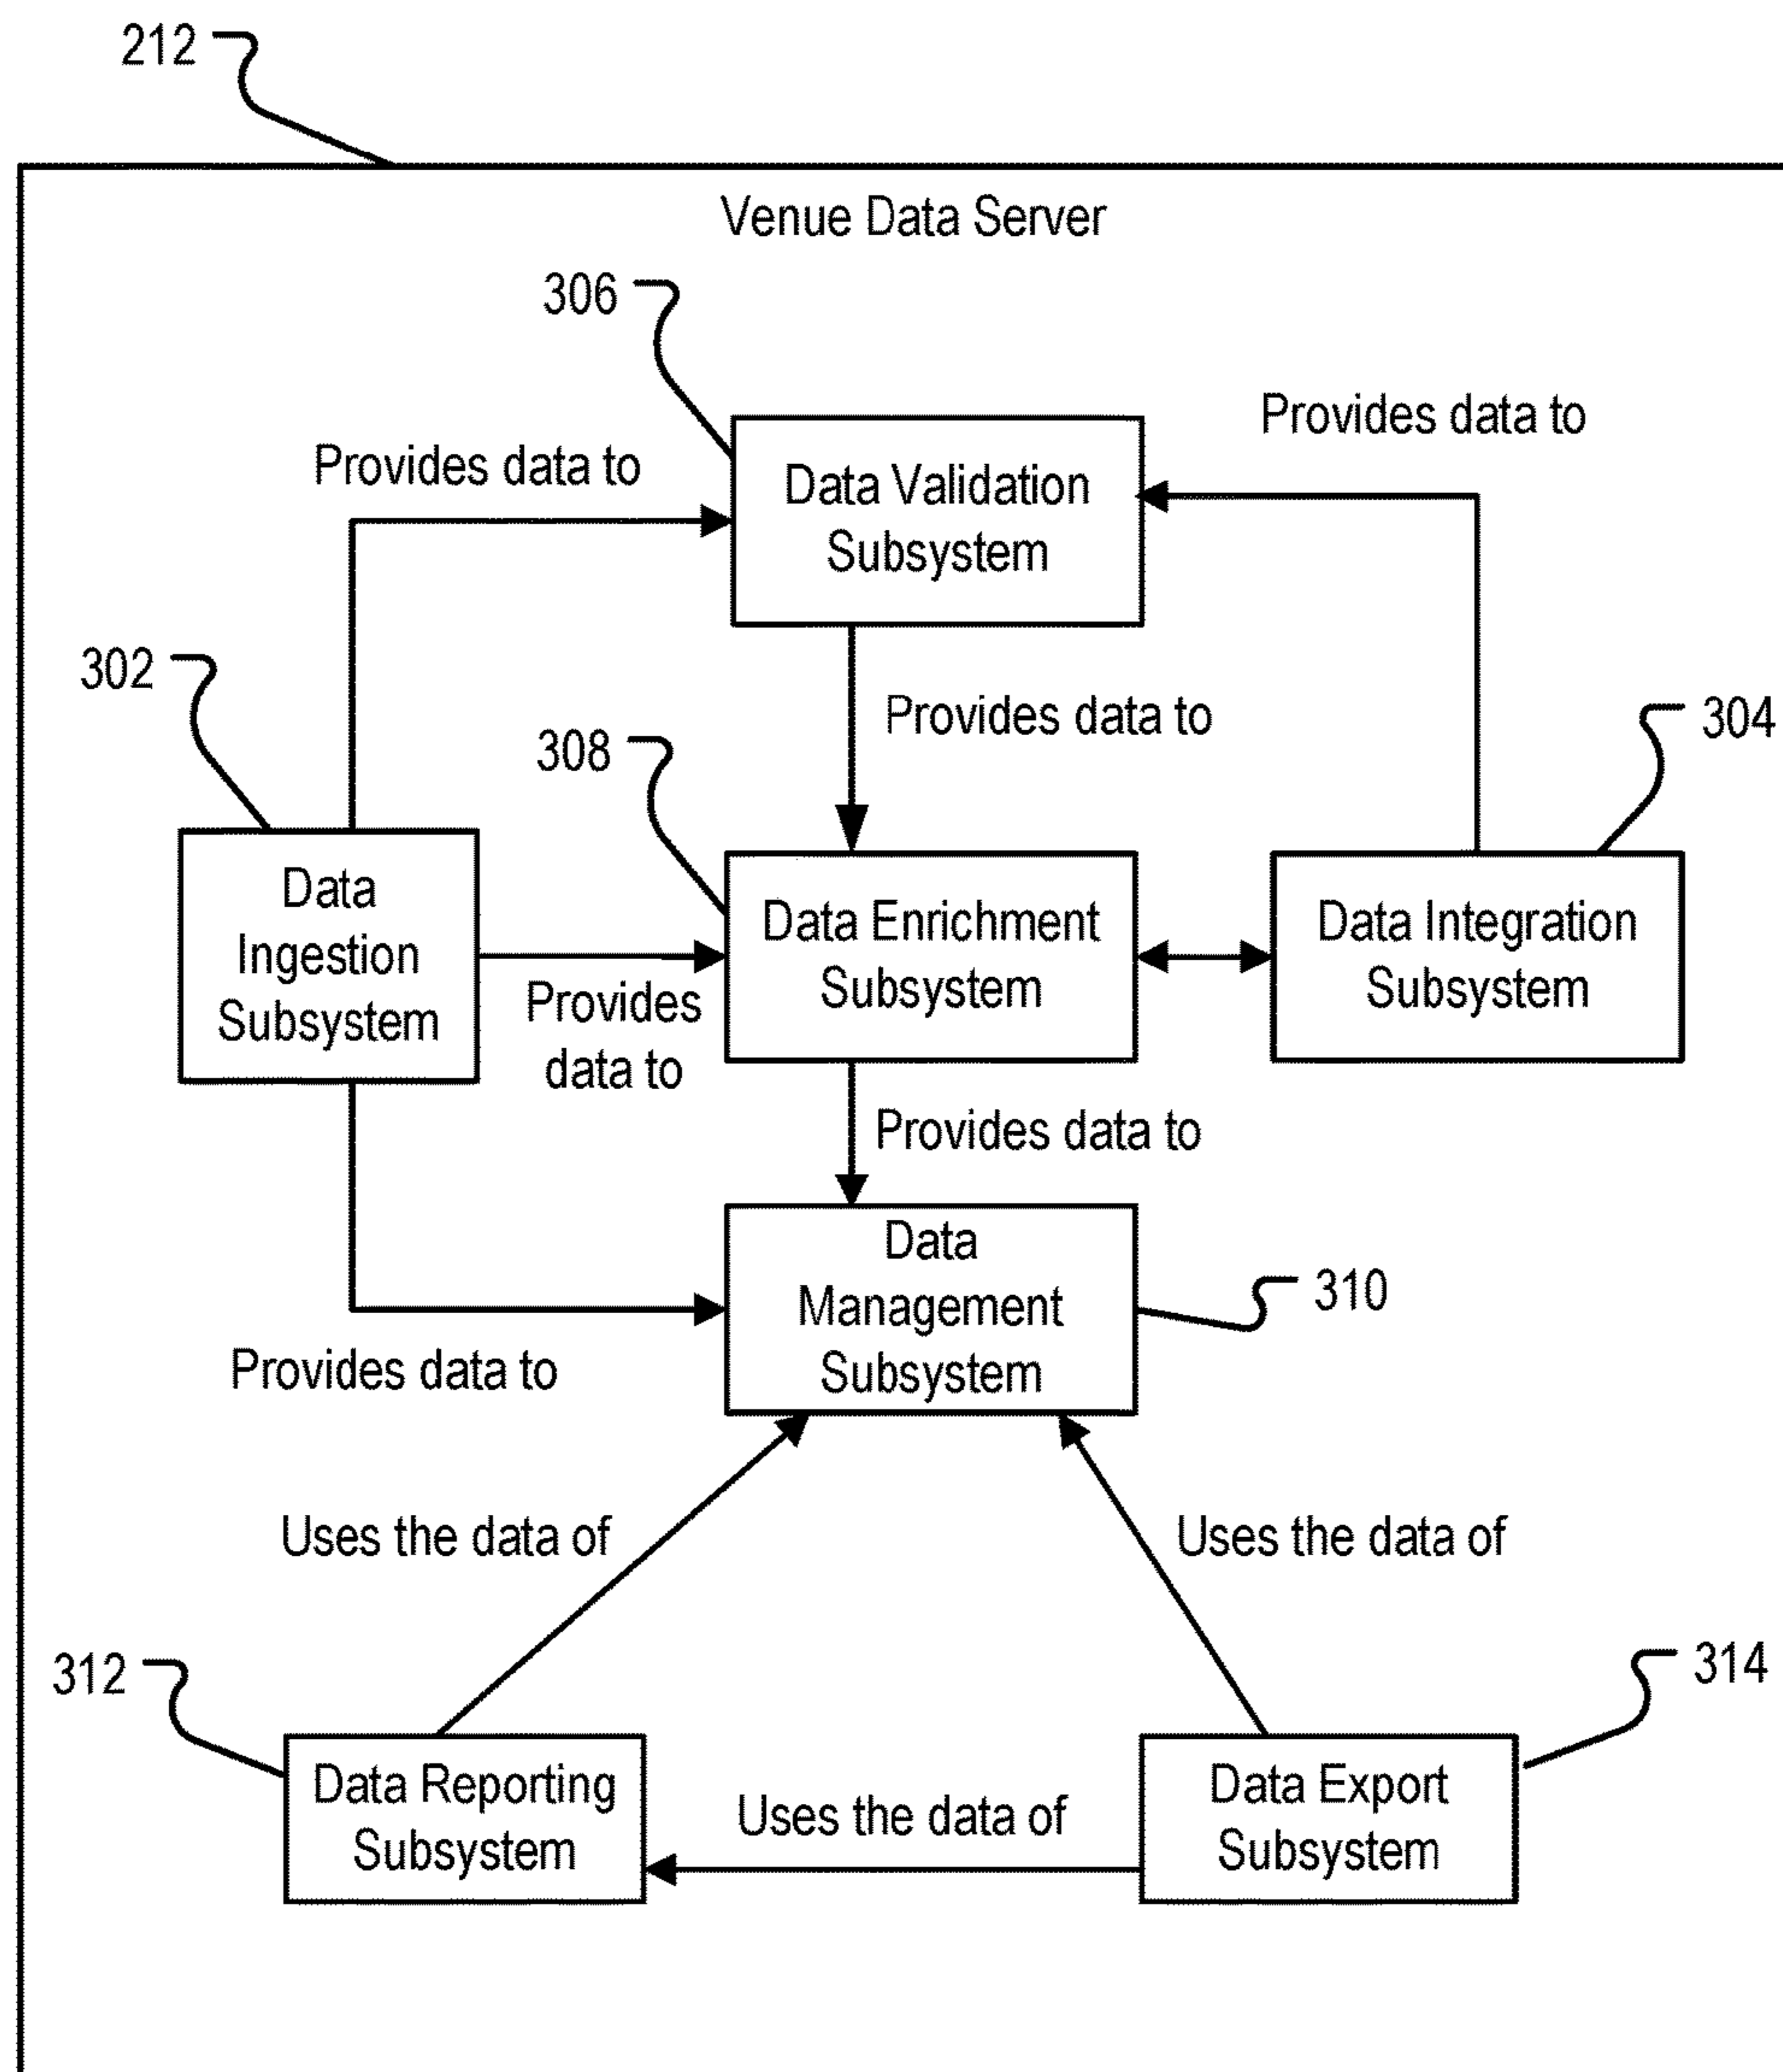 212
Venue Data Server
306
Provides data to
Provides data to
Data Validation
Subsystem
302
Provides data to
304
308
Data
Ingestion
Subsystem
Data Enrichment
Subsystem
Data Integration
Subsystem
Provides
data to
Provides data to
Data
Management
Subsystem
310
Provides data to
Uses the data of
Uses the data of
312
314
Data Reporting
Subsystem
Uses the data of
Data Export
Subsystem